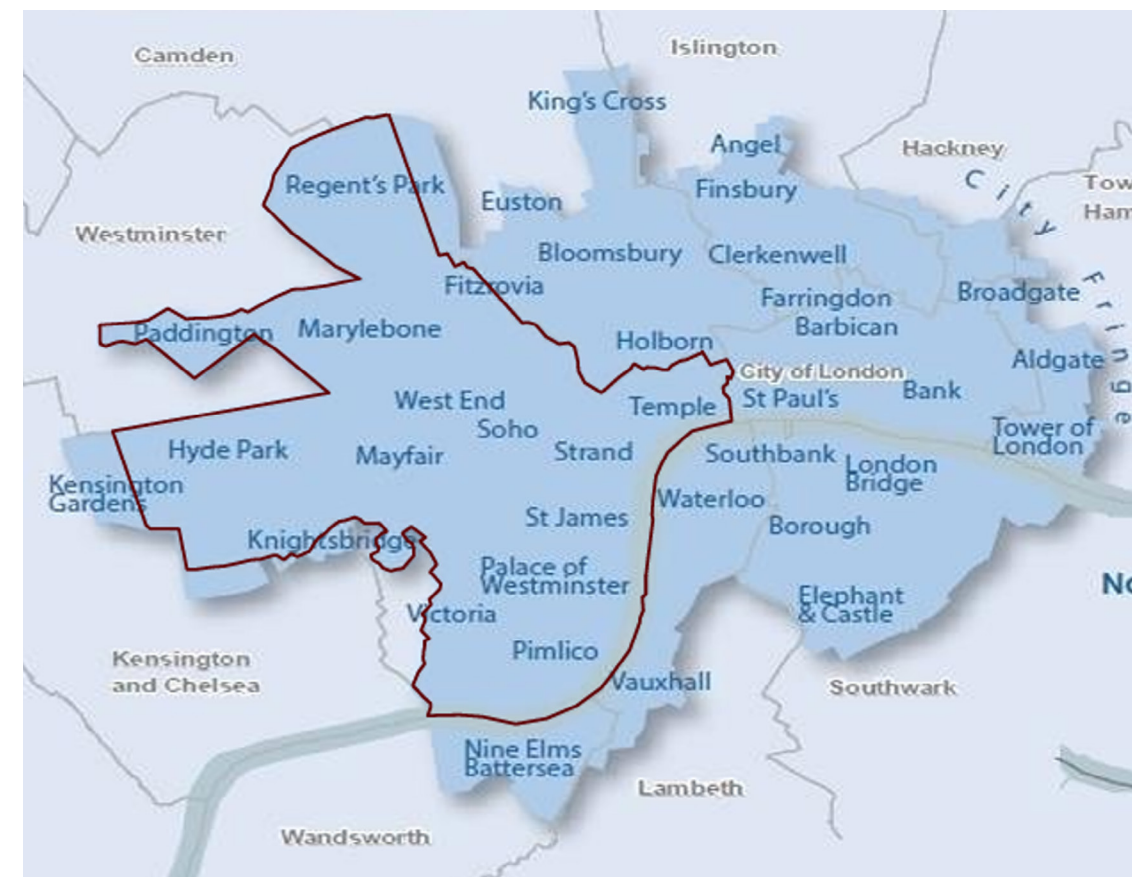 Camden
Islington
King's Cross
Angel
Hackney
Regent's Park
Finsbury
City Fringe
Tow
Ham
Euston
Westminster
Bloomsbury
Clerkenwell
Fitzrovia
Farringdon
Broadgate
Paddington
Marylebone
Barbican
Holborn
Aldgate
City of London
West End
Temple
St Paul's
Bank
Soho
Tower of
London
Hyde Park
Mayfair
Strand
Southbank
London
Bridge
Kensington
Gardens
Waterloo
St James
Borough
Knightsbridge
Palace of
Westminster
No
Elephant
& Castle
Victoria
Pimlico
Kensington
and Chelsea
Vauxhall
Southwark
Nine Elms
Battersea
Lambeth
Wandsworth